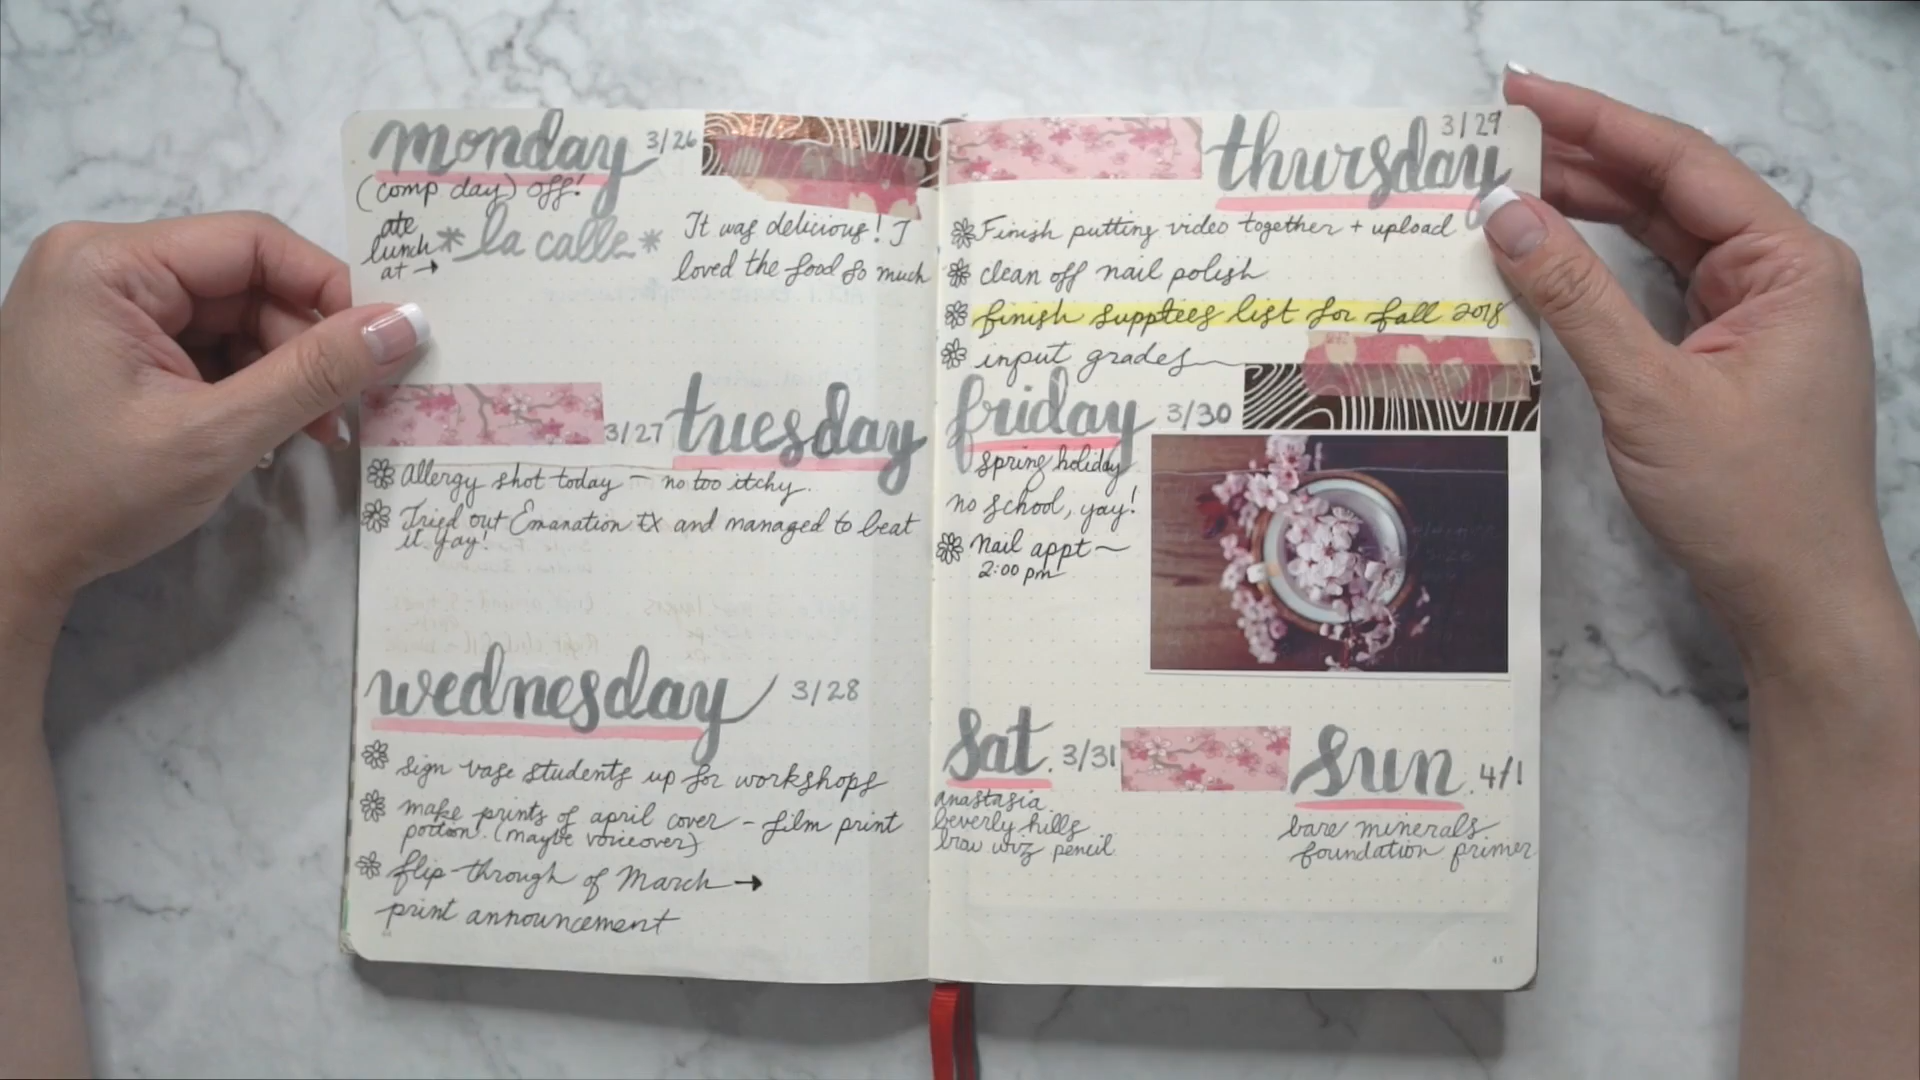 monday 3/26
(comp day) off!
ate
lunch
at → *la calle*
It was delicious! I
loved the food so much
3/27 tuesday
Allergy shot today - no too itchy.
Tried out Emanation EX and managed to beat
it yay!
wednesday 3/28
sign vase students up for workshops
make prints of april cover - film print
potion. (maybe voiceover)
flip-through of March →
print announcement
thursday 3/29
Finish putting video together + upload
clean off nail polish
finish supplies list for fall 2018
input grades
friday 3/30
spring holiday
no school, yay!
nail appt ~
2:00 pm
sat. 3/31
anastasia
beverly hills
brow wiz pencil
sun. 4/1
bare minerals
foundation primer